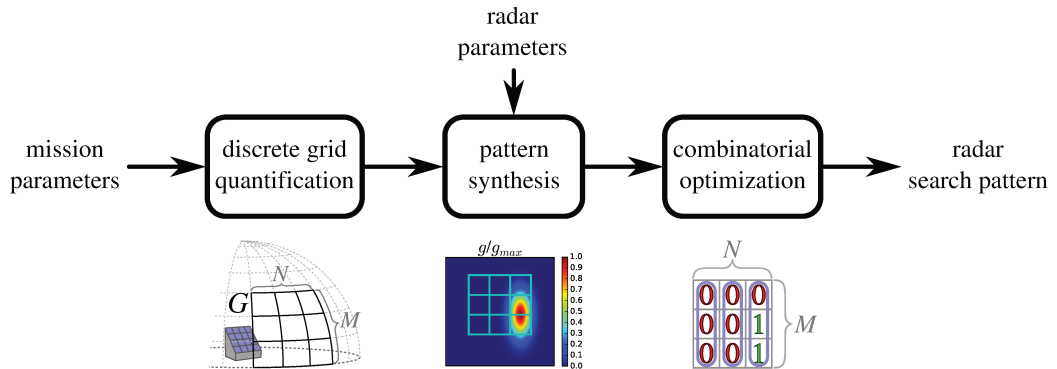 radar
parameters
mission
parameters
discrete grid
quantification
pattern
synthesis
combinatorial
optimization
radar
search pattern
N
G
M
g/g_max
1.0
0.9
0.8
0.7
0.6
0.5
0.4
0.3
0.2
0.1
0.0
N
0 0 0
0 0 1
0 0 1
M